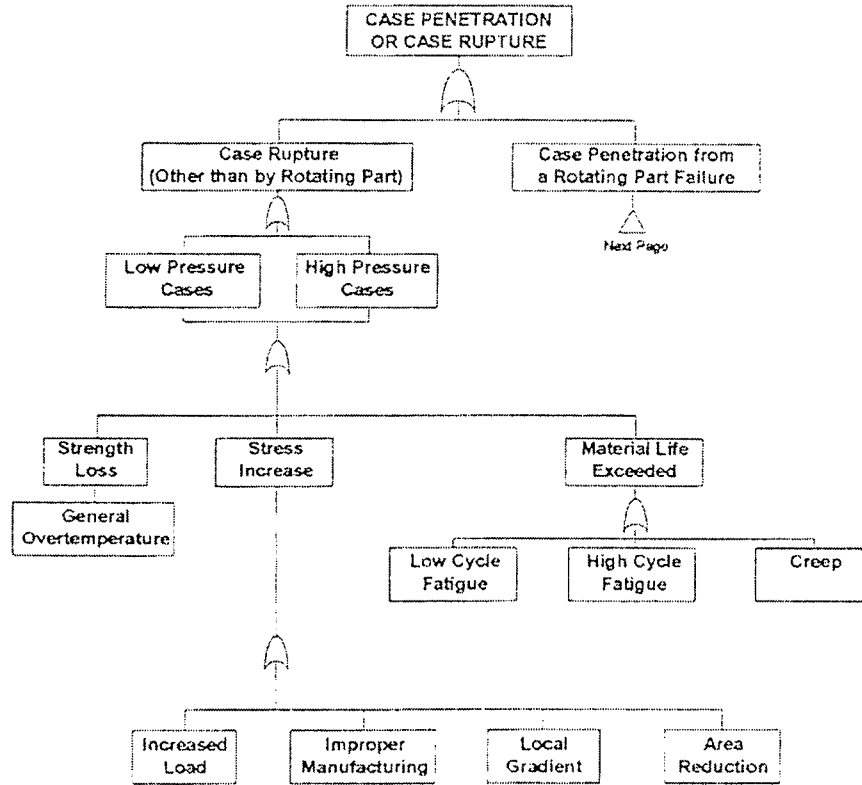 CASE PENETRATION
OR CASE RUPTURE
Case Rupture
(Other than by Rotating Part)
Case Penetration from
a Rotating Part Failure
Next Page
Low Pressure
Cases
High Pressure
Cases
Strength
Loss
Stress
Increase
Material Life
Exceeded
General
Overtemperature
Low Cycle
Fatigue
High Cycle
Fatigue
Creep
Increased
Load
Improper
Manufacturing
Local
Gradient
Area
Reduction